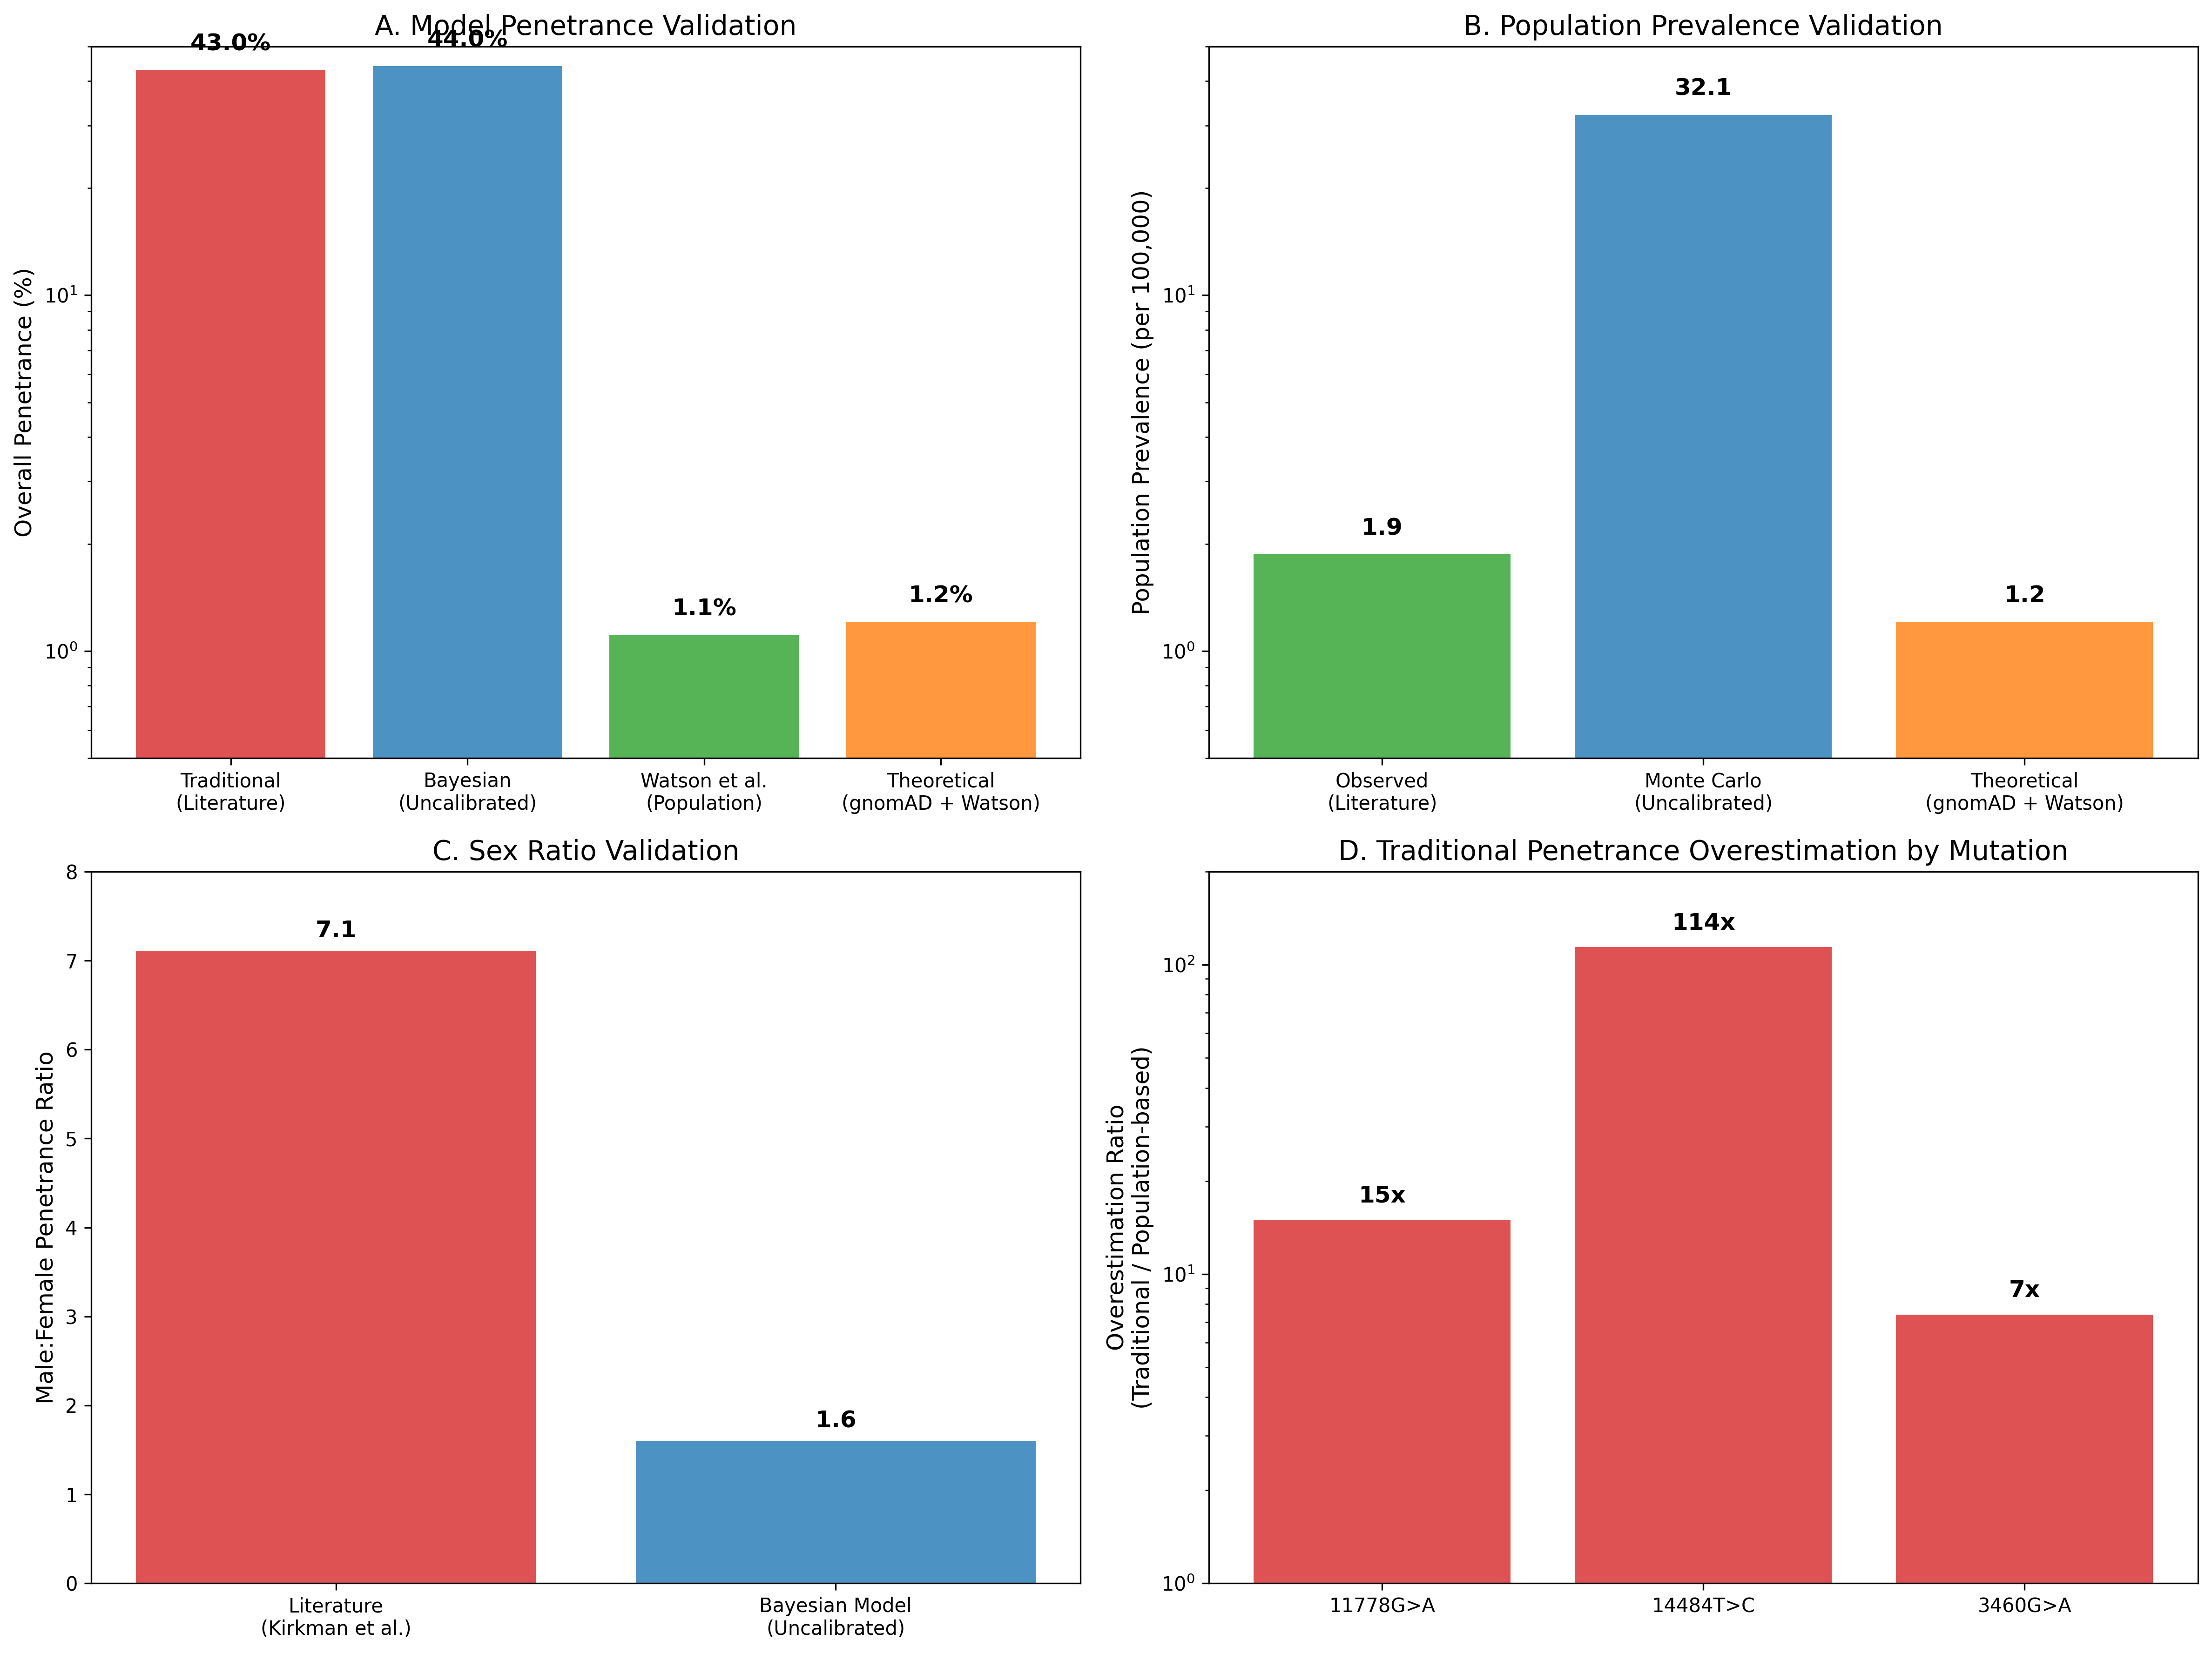 A. Model Penetrance Validation
43.0%
44.0%
1.1%
1.2%
Overall Penetrance (%)
10¹
10⁰
Traditional
(Literature)
Bayesian
(Uncalibrated)
Watson et al.
(Population)
Theoretical
(gnomAD + Watson)
B. Population Prevalence Validation
1.9
32.1
1.2
Population Prevalence (per 100,000)
10¹
10⁰
Observed
(Literature)
Monte Carlo
(Uncalibrated)
Theoretical
(gnomAD + Watson)
C. Sex Ratio Validation
7.1
1.6
Male:Female Penetrance Ratio
8
7
6
5
4
3
2
1
0
Literature
(Kirkman et al.)
Bayesian Model
(Uncalibrated)
D. Traditional Penetrance Overestimation by Mutation
15x
114x
7x
Overestimation Ratio
(Traditional / Population-based)
10²
10¹
10⁰
11778G>A
14484T>C
3460G>A